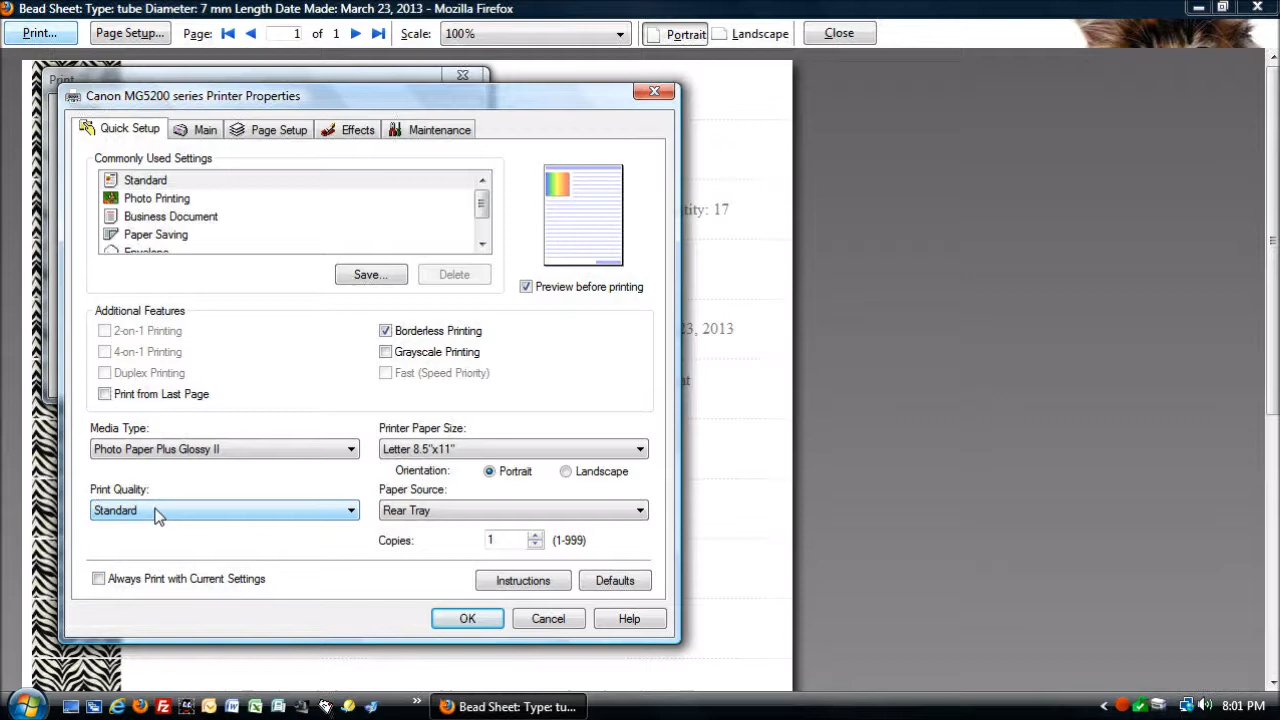 Bead Sheet: Type: tube Diameter: 7 mm Length Date Made: March 23, 2013 - Mozilla Firefox
Print... Page Setup... Page: 1 of 1 Scale: 100% Portrait Landscape Close
Print
Canon MG5200 series Printer Properties
Quick Setup Main Page Setup Effects Maintenance
Commonly Used Settings
Standard
Photo Printing
Business Document
Paper Saving
Envelope
Save... Delete
Preview before printing
tity: 17
Additional Features
2-on-1 Printing Borderless Printing
23, 2013
4-on-1 Printing Grayscale Printing
Duplex Printing Fast (Speed Priority)
Print from Last Page
Media Type: Printer Paper Size:
Photo Paper Plus Glossy II Letter 8.5"x11"
Orientation: Portrait Landscape
Print Quality: Paper Source:
Standard Rear Tray
Copies: 1 (1-999)
Always Print with Current Settings Instructions Defaults
OK Cancel Help
Bead Sheet: Type: tu... 8:01 PM